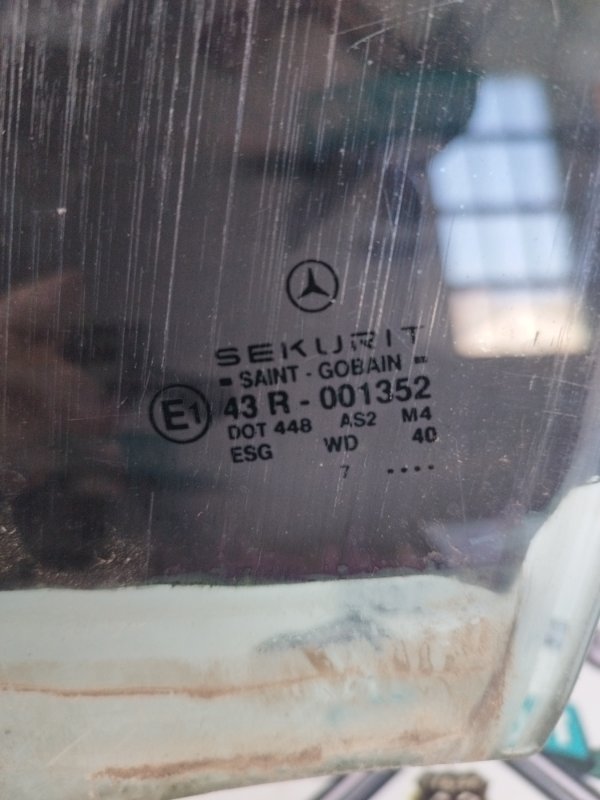 SEKURIT
= SAINT - GOBAIN =
E1 43 R - 001352
DOT 448 AS2 M4
ESG WD 40
7 ....